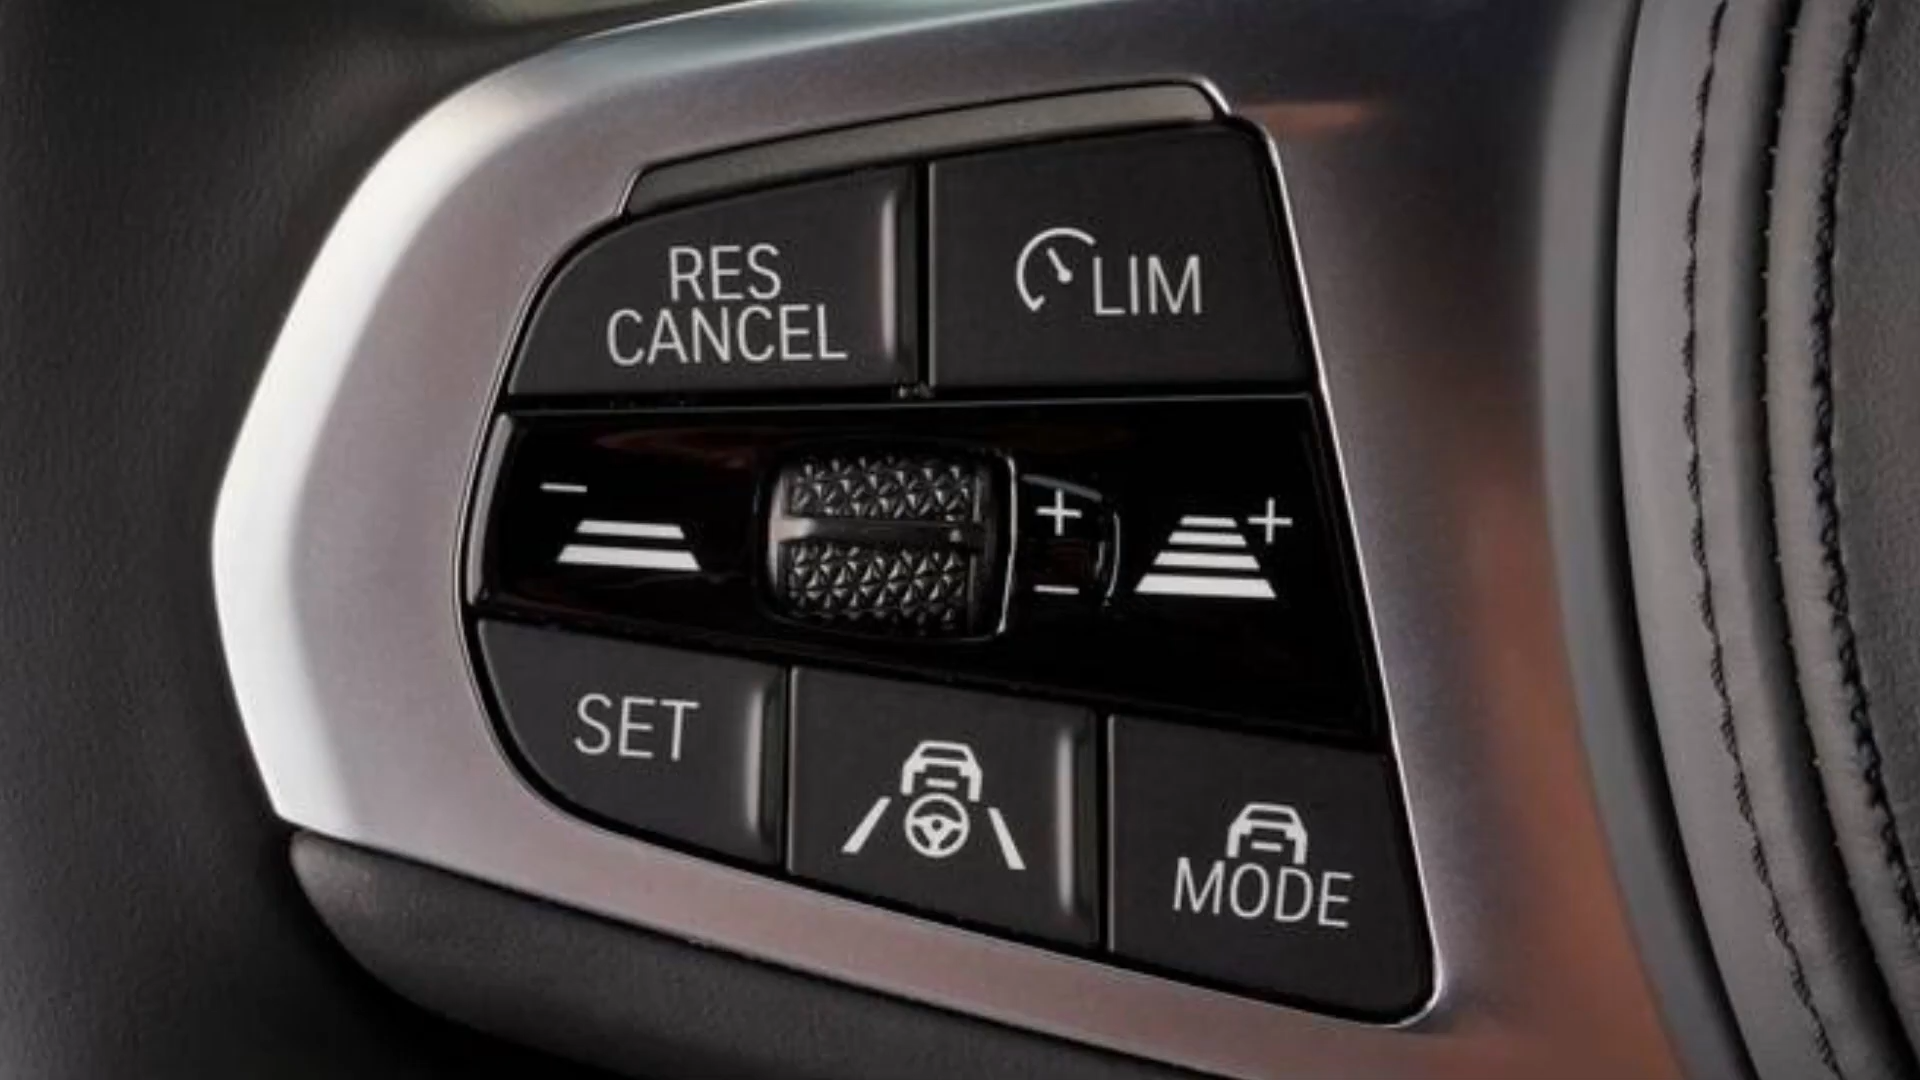 RES
CANCEL
LIM
- + +
-
SET
MODE